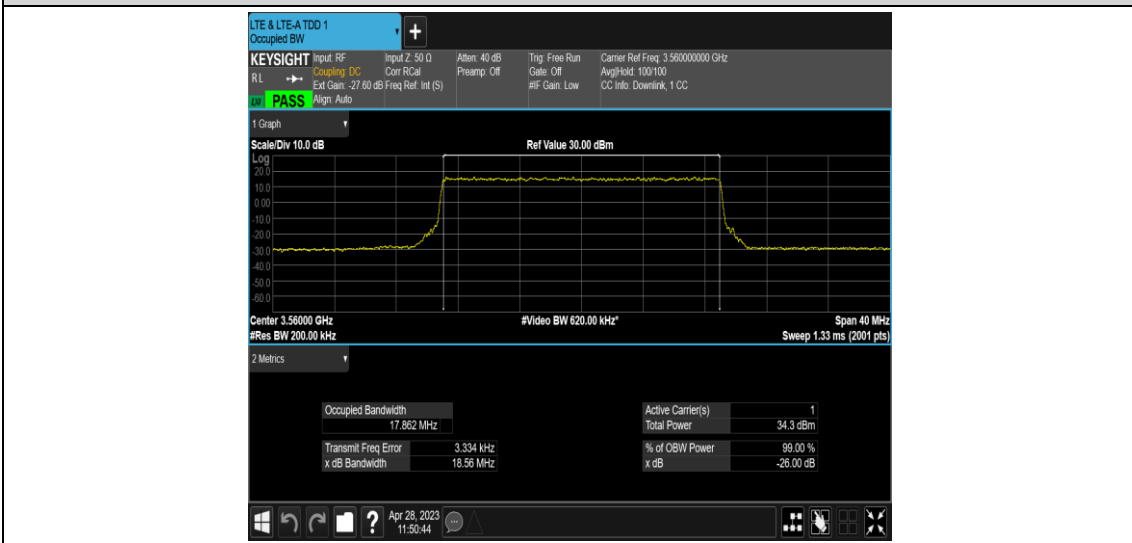 LTE & LTE-A TDD 1
Occupied BW
+
KEYSIGHT Input: RF Input Z: 50 Ω Atten: 40 dB Trig: Free Run Carrier Ref Freq: 3.560000000 GHz
R L Coupling: DC Corr RCal Preamp: Off Gate: Off Avg|Hold: 100/100
Ext Gain: -27.60 dB Freq Ref: Int (S) #IF Gain: Low CC Info: Downlink, 1 CC
LXI PASS Align: Auto
1 Graph
Scale/Div 10.0 dB Ref Value 30.00 dBm
Log
20.0
10.0
0.00
-10.0
-20.0
-30.0
-40.0
-50.0
-60.0
Center 3.56000 GHz #Video BW 620.00 kHz* Span 40 MHz
#Res BW 200.00 kHz Sweep 1.33 ms (2001 pts)
2 Metrics
Occupied Bandwidth Active Carrier(s) 1
17.862 MHz Total Power 34.3 dBm
Transmit Freq Error 3.334 kHz % of OBW Power 99.00 %
x dB Bandwidth 18.56 MHz x dB -26.00 dB
? Apr 28, 2023
11:50:44